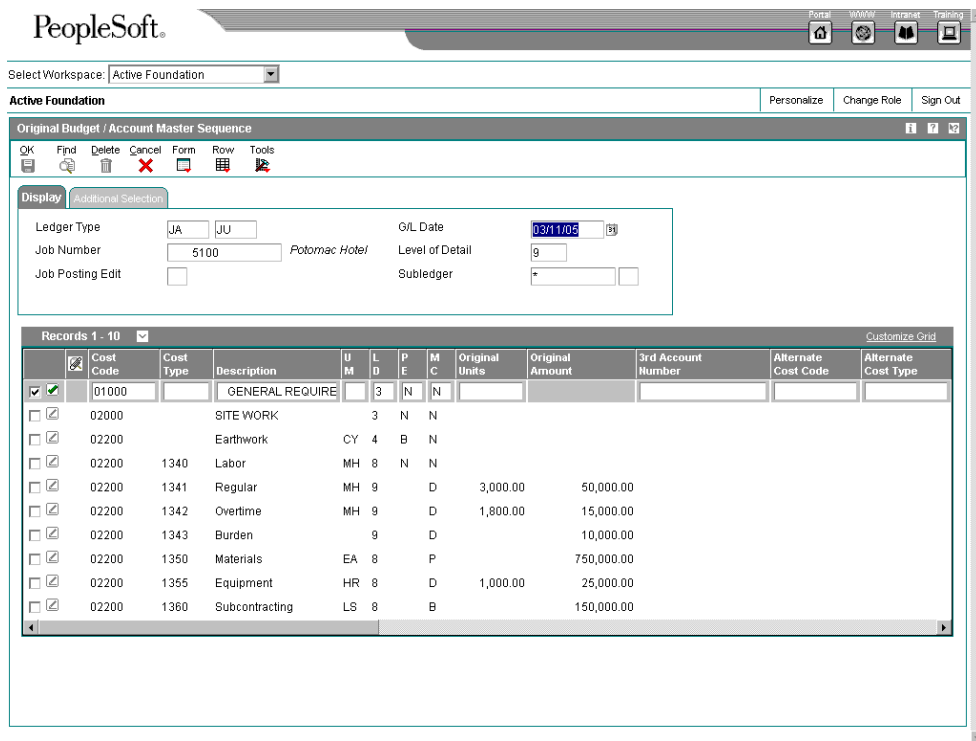 PeopleSoft®
Portal WWW Intranet Training
Select Workspace: Active Foundation
Active Foundation Personalize Change Role Sign Out
Original Budget / Account Master Sequence
OK Find Delete Cancel Form Row Tools
Display Additional Selection
Ledger Type JA JU G/L Date 03/11/05
Job Number 5100 Potomac Hotel Level of Detail 9
Job Posting Edit Subledger *
Records 1 - 10 Customize Grid
Cost Code Cost Type Description U M L D P E M C Original Units Original Amount 3rd Account Number Alternate Cost Code Alternate Cost Type
01000 GENERAL REQUIRE 3 N N
02000 SITE WORK 3 N N
02200 Earthwork CY 4 B N
02200 1340 Labor MH 8 N N
02200 1341 Regular MH 9 D 3,000.00 50,000.00
02200 1342 Overtime MH 9 D 1,800.00 15,000.00
02200 1343 Burden 9 D 10,000.00
02200 1350 Materials EA 8 P 750,000.00
02200 1355 Equipment HR 8 D 1,000.00 25,000.00
02200 1360 Subcontracting LS 8 B 150,000.00